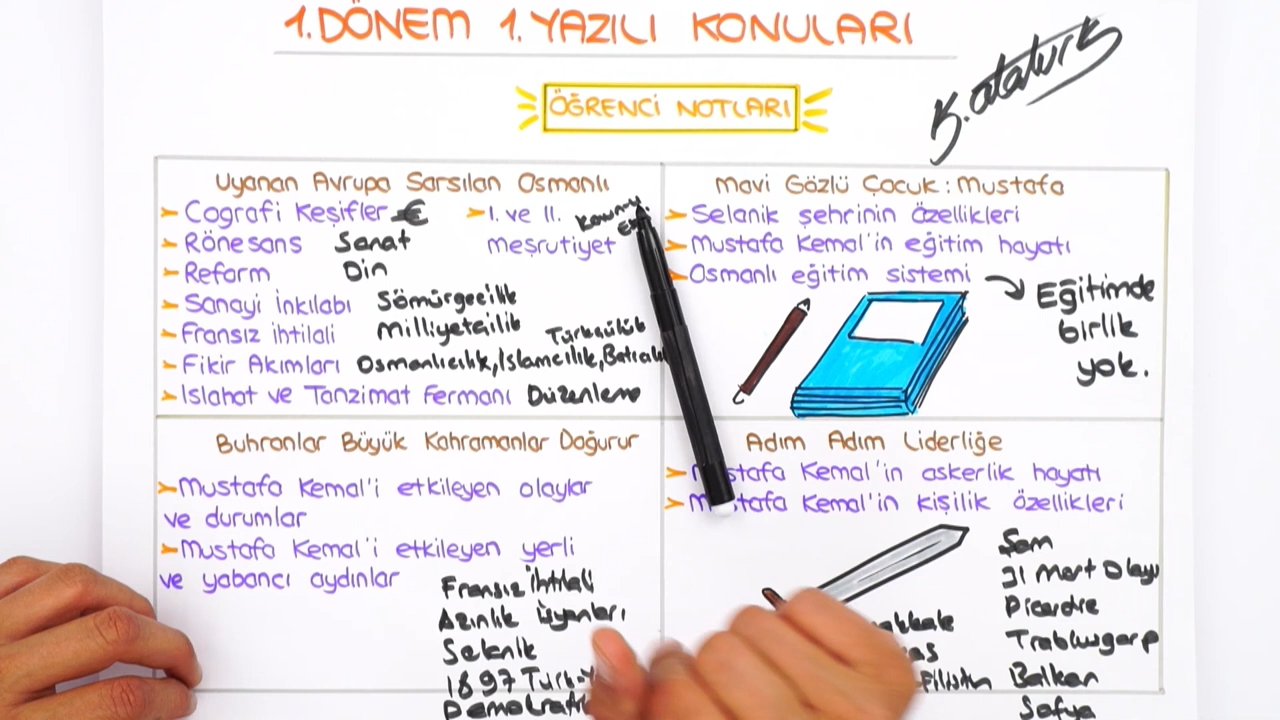 1.DÖNEM 1.YAZILI KONULARI
K.Atatürk
ÖĞRENCİ NOTLARI
Uyanan Avrupa Sarsılan Osmanlı
➤Coğrafi Keşifler €
➤Rönesans Sanat
➤Reform Din
➤Sanayi İnkılabı Sömürgecilik
➤Fransız ihtilali Milliyetçilik
Türkçülük
➤Fikir Akımları Osmanlıcılık, İslamcılık,
➤Islahat ve Tanzimat Fermanı Düzenleme
➤I. ve II.
meşrutiyet
Mavi Gözlü Çocuk: Mustafa
➤Selanik şehrinin özellikleri
➤Mustafa Kemal'in eğitim hayatı
Osmanlı eğitim sistemi
Eğitimde
birlik
yok.
Buhranlar Büyük Kahramanlar Doğurur
➤Mustafa Kemal'i etkileyen olaylar
ve durumlar
➤Mustafa Kemal'i etkileyen yerli
ve yabancı aydınlar
Fransız İhtilali
Azınlık
Selanik
1897
Adım Adım Liderliğe
➤Mustafa Kemal'in askerlik hayatı
➤Mustafa Kemal'in kişilik özellikleri
Şam
31 Mart Olayı
Picardie
Trablusgarp
Filistin Balkan
Sofya